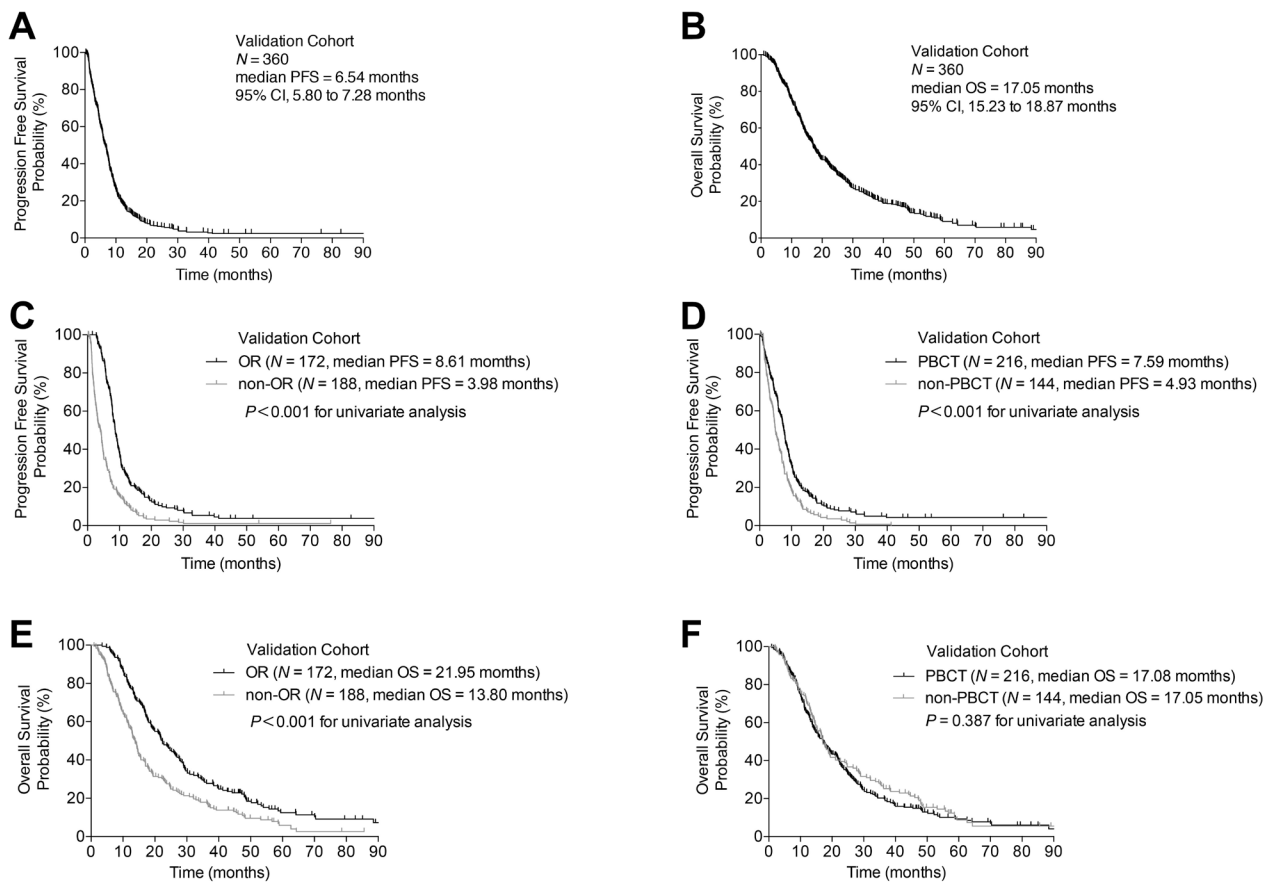 A
Validation Cohort
N = 360
median PFS = 6.54 months
95% CI, 5.80 to 7.28 months
Progression Free Survival
Probability (%)
100
80
60
40
20
0
0 10 20 30 40 50 60 70 80 90
Time (months)
B
Validation Cohort
N = 360
median OS = 17.05 months
95% CI, 15.23 to 18.87 months
Overall Survival
Probability (%)
100
80
60
40
20
0
0 10 20 30 40 50 60 70 80 90
Time (months)
C
Validation Cohort
OR (N = 172, median PFS = 8.61 momths)
non-OR (N = 188, median PFS = 3.98 months)
P < 0.001 for univariate analysis
Progression Free Survival
Probability (%)
100
80
60
40
20
0
0 10 20 30 40 50 60 70 80 90
Time (months)
D
Validation Cohort
PBCT (N = 216, median PFS = 7.59 momths)
non-PBCT (N = 144, median PFS = 4.93 months)
P < 0.001 for univariate analysis
Progression Free Survival
Probability (%)
100
80
60
40
20
0
0 10 20 30 40 50 60 70 80 90
Time (months)
E
Validation Cohort
OR (N = 172, median OS = 21.95 momths)
non-OR (N = 188, median OS = 13.80 months)
P < 0.001 for univariate analysis
Overall Survival
Probability (%)
100
80
60
40
20
0
0 10 20 30 40 50 60 70 80 90
Time (months)
F
Validation Cohort
PBCT (N = 216, median OS = 17.08 momths)
non-PBCT (N = 144, median OS = 17.05 months)
P = 0.387 for univariate analysis
Overall Survival
Probability (%)
100
80
60
40
20
0
0 10 20 30 40 50 60 70 80 90
Time (months)